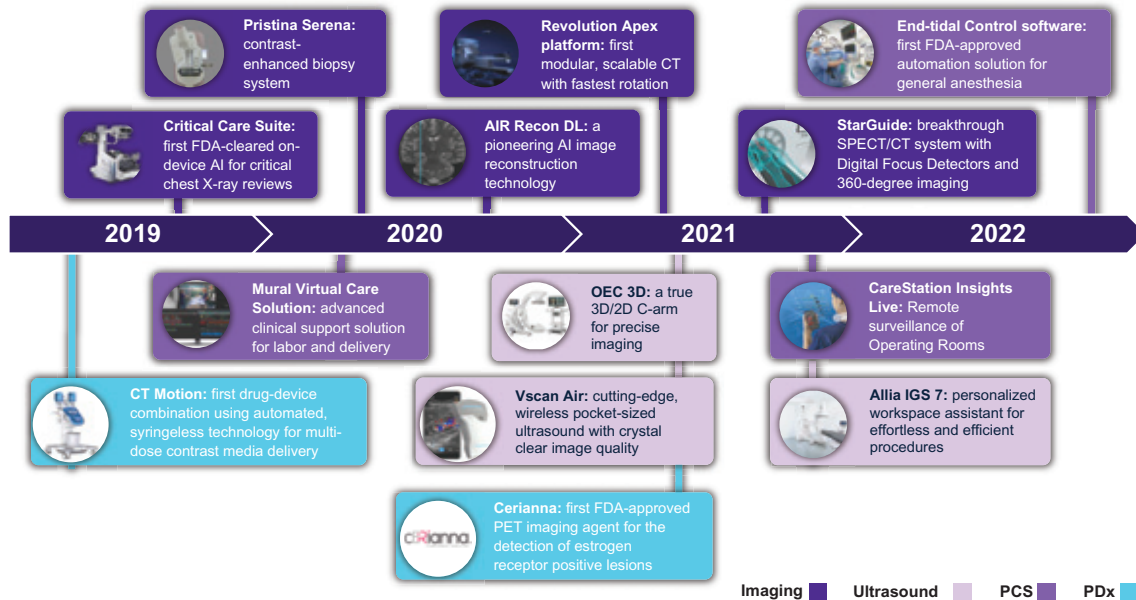 Pristina Serena:
contrast-
enhanced biopsy
system
Revolution Apex
platform: first
modular, scalable CT
with fastest rotation
End-tidal Control software:
first FDA-approved
automation solution for
general anesthesia
Critical Care Suite:
first FDA-cleared on-
device AI for critical
chest X-ray reviews
AIR Recon DL: a
pioneering AI image
reconstruction
technology
StarGuide: breakthrough
SPECT/CT system with
Digital Focus Detectors and
360-degree imaging
2019
2020
2021
2022
Mural Virtual Care
Solution: advanced
clinical support solution
for labor and delivery
OEC 3D: a true
3D/2D C-arm
for precise
imaging
CareStation Insights
Live: Remote
surveillance of
Operating Rooms
CT Motion: first drug-device
combination using automated,
syringeless technology for multi-
dose contrast media delivery
Vscan Air: cutting-edge,
wireless pocket-sized
ultrasound with crystal
clear image quality
Allia IGS 7: personalized
workspace assistant for
effortless and efficient
procedures
cerianna.
Cerianna: first FDA-approved
PET imaging agent for the
detection of estrogen
receptor positive lesions
Imaging
Ultrasound
PCS
PDx